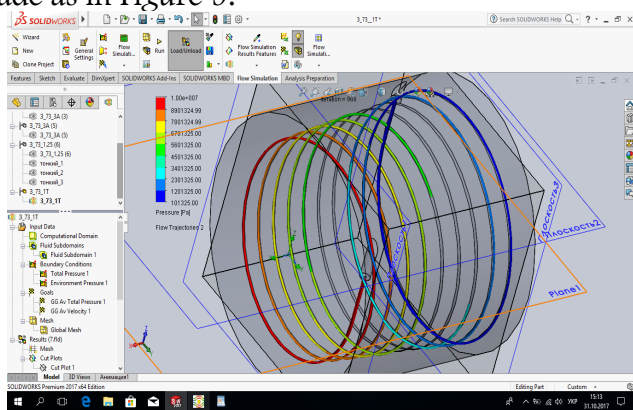 ade as in figure 9.
SOLIDWORKS
3_73_1T*
Search SOLIDWORKS Help
Wizard
New
Clone Project
General Settings
Flow Simulati...
Run
Load/Unload
Flow Simulation Results Features
Flow Simulati...
Features Sketch Evaluate DimXpert SOLIDWORKS Add-Ins SOLIDWORKS MBD Flow Simulation Analysis Preparation
3_73_3A (3)
3_73_3A (5)
3_73_3A (5)
3_73_1.25 (6)
3_73_1.25 (6)
тонкий_1
тонкий_2
тонкий_3
3_73_1T
3_73_1T
3_73_1T
Input Data
Computational Domain
Fluid Subdomains
Fluid Subdomain 1
Boundary Conditions
Total Pressure 1
Environment Pressure 1
Goals
GG Av Total Pressure 1
GG Av Velocity 1
Mesh
Global Mesh
Results (7.fld)
Mesh
Cut Plots
Cut Plot 1
1.00e+007
8901324.99
7801324.99
6701325.00
5601325.00
4501325.00
3401325.00
2301325.00
1201325.00
101325.00
Pressure [Pa]
Flow Trajectories 2
Iteration = 960
Плоскость3
Плоскость2
Plane1
Model 3D Views Анимация1
SOLIDWORKS Premium 2017 x64 Edition
Editing Part
Custom
УКР
15:13
31.10.2017